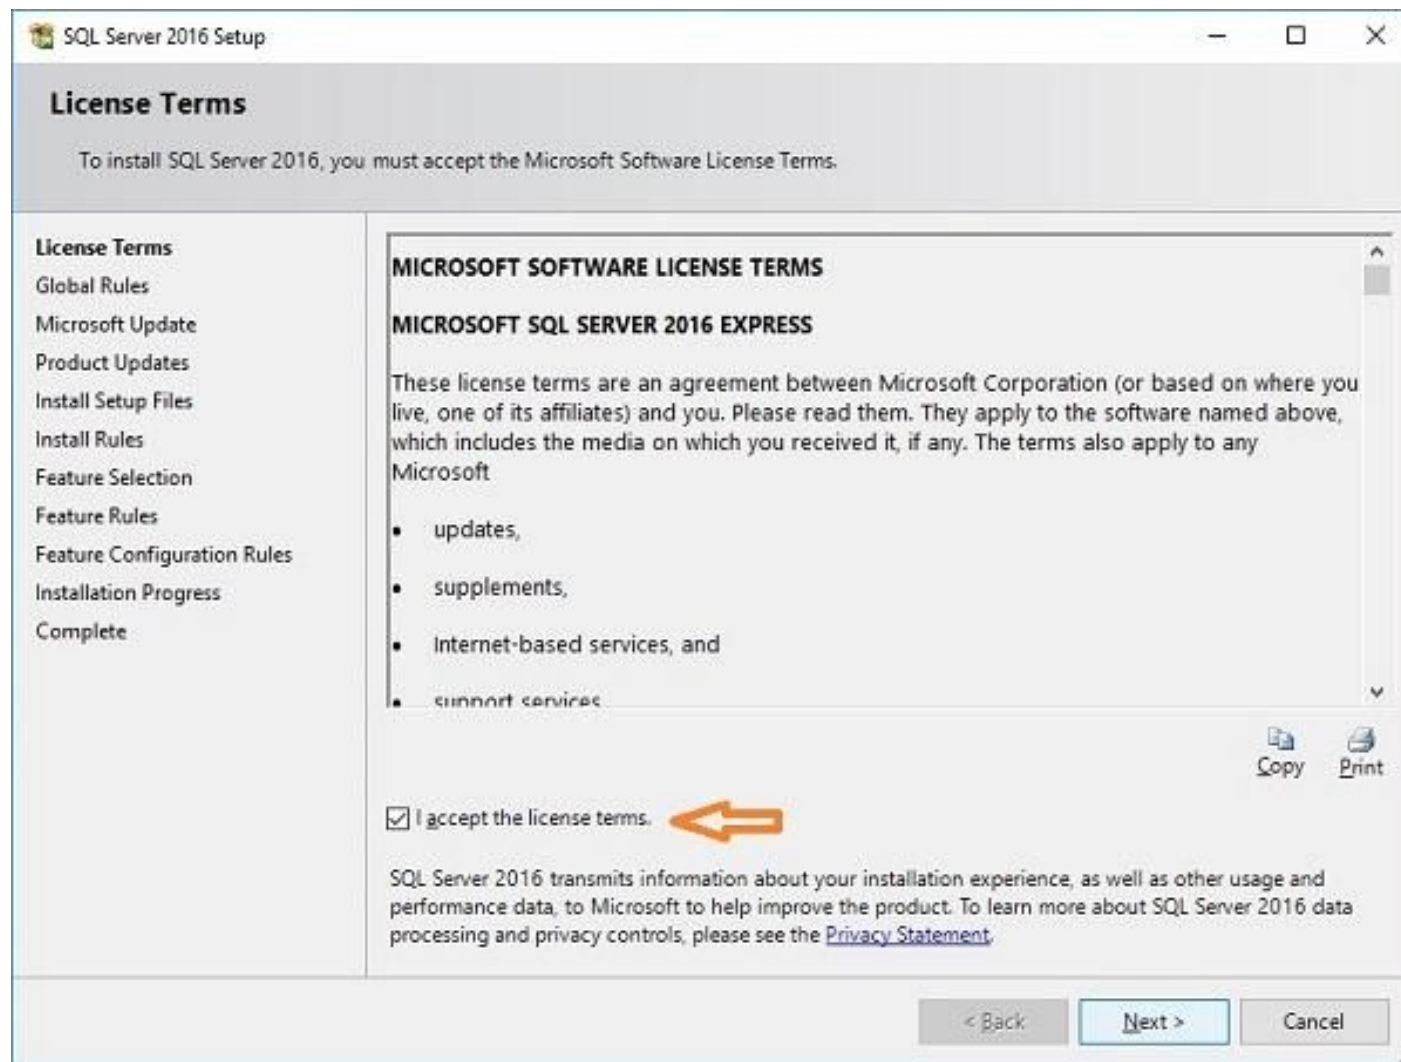 SQL Server 2016 Setup
License Terms
To install SQL Server 2016, you must accept the Microsoft Software License Terms.
License Terms
Global Rules
Microsoft Update
Product Updates
Install Setup Files
Install Rules
Feature Selection
Feature Rules
Feature Configuration Rules
Installation Progress
Complete
MICROSOFT SOFTWARE LICENSE TERMS
MICROSOFT SQL SERVER 2016 EXPRESS
These license terms are an agreement between Microsoft Corporation (or based on where you
live, one of its affiliates) and you. Please read them. They apply to the software named above,
which includes the media on which you received it, if any. The terms also apply to any
Microsoft
• updates,
• supplements,
• Internet-based services, and
• support services
Copy Print
I accept the license terms.
SQL Server 2016 transmits information about your installation experience, as well as other usage and
performance data, to Microsoft to help improve the product. To learn more about SQL Server 2016 data
processing and privacy controls, please see the Privacy Statement.
< Back Next > Cancel